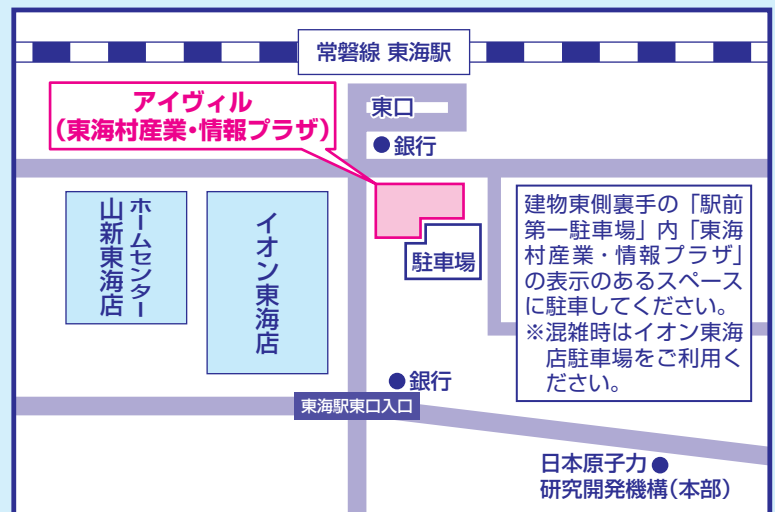 常磐線 東海駅
アイヴィル
（東海村産業・情報プラザ）
東口
●銀行
ホームセンター
山新東海店
イオン東海店
駐車場
建物東側裏手の「駅前
第一駐車場」内「東海
村産業・情報プラザ」
の表示のあるスペース
に駐車してください。
※混雑時はイオン東海
店駐車場をご利用く
ださい。
●銀行
東海駅東口入口
日本原子力●
研究開発機構（本部）